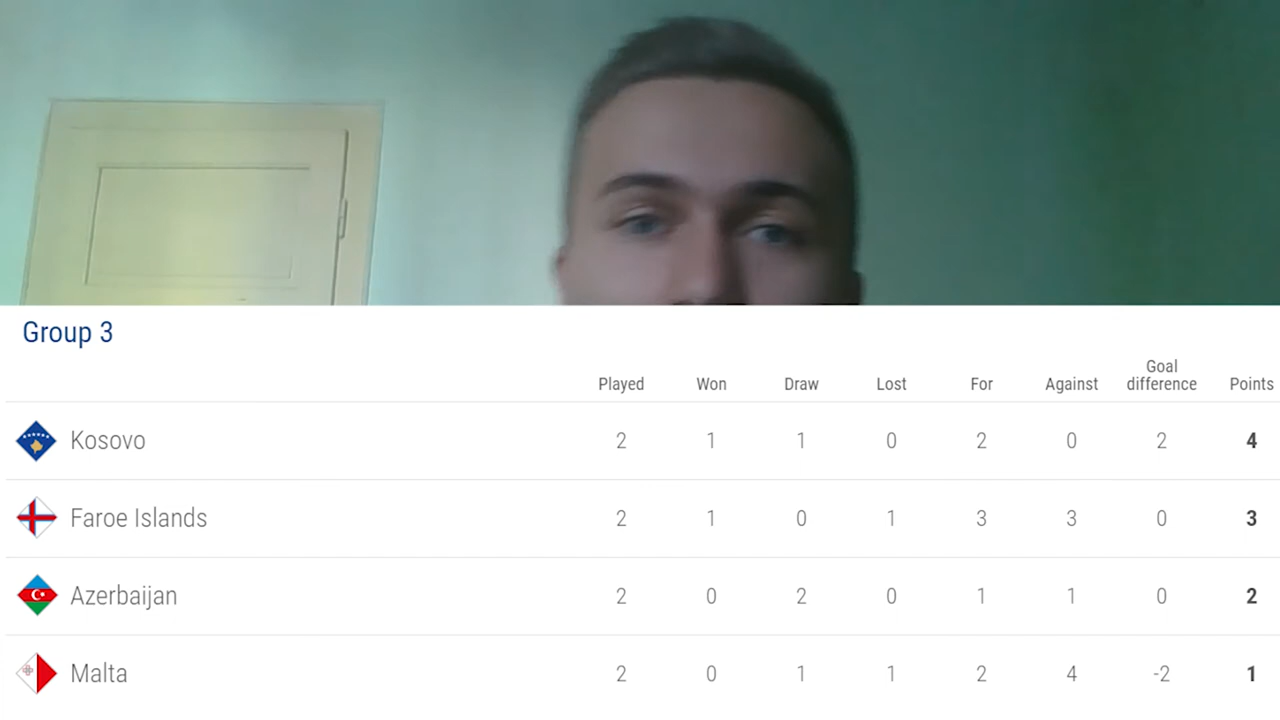 Group 3
Played Won Draw Lost For Against Goal difference Points
Kosovo 2 1 1 0 2 0 2 4
Faroe Islands 2 1 0 1 3 3 0 3
Azerbaijan 2 0 2 0 1 1 0 2
Malta 2 0 1 1 2 4 -2 1